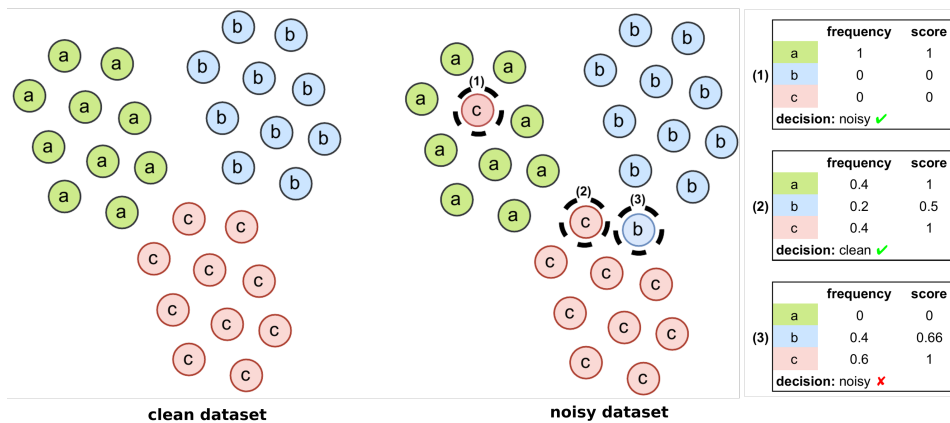 b
b
a
a
b
b
b
a
a
a
b
b
b
a
a
a
b
b
a
a
c
c
c
c
c
c
c
c
c
c
clean dataset
b
b
a
a
b
b
b
(1)
a
c
a
b
b
b
a
a
a
b
b
a
a
(2)
c
(3)
b
c
c
c
c
c
c
c
c
noisy dataset
frequency score
a 1 1
(1) b 0 0
c 0 0
decision: noisy ✔
frequency score
a 0.4 1
(2) b 0.2 0.5
c 0.4 1
decision: clean ✔
frequency score
a 0 0
(3) b 0.4 0.66
c 0.6 1
decision: noisy ✘